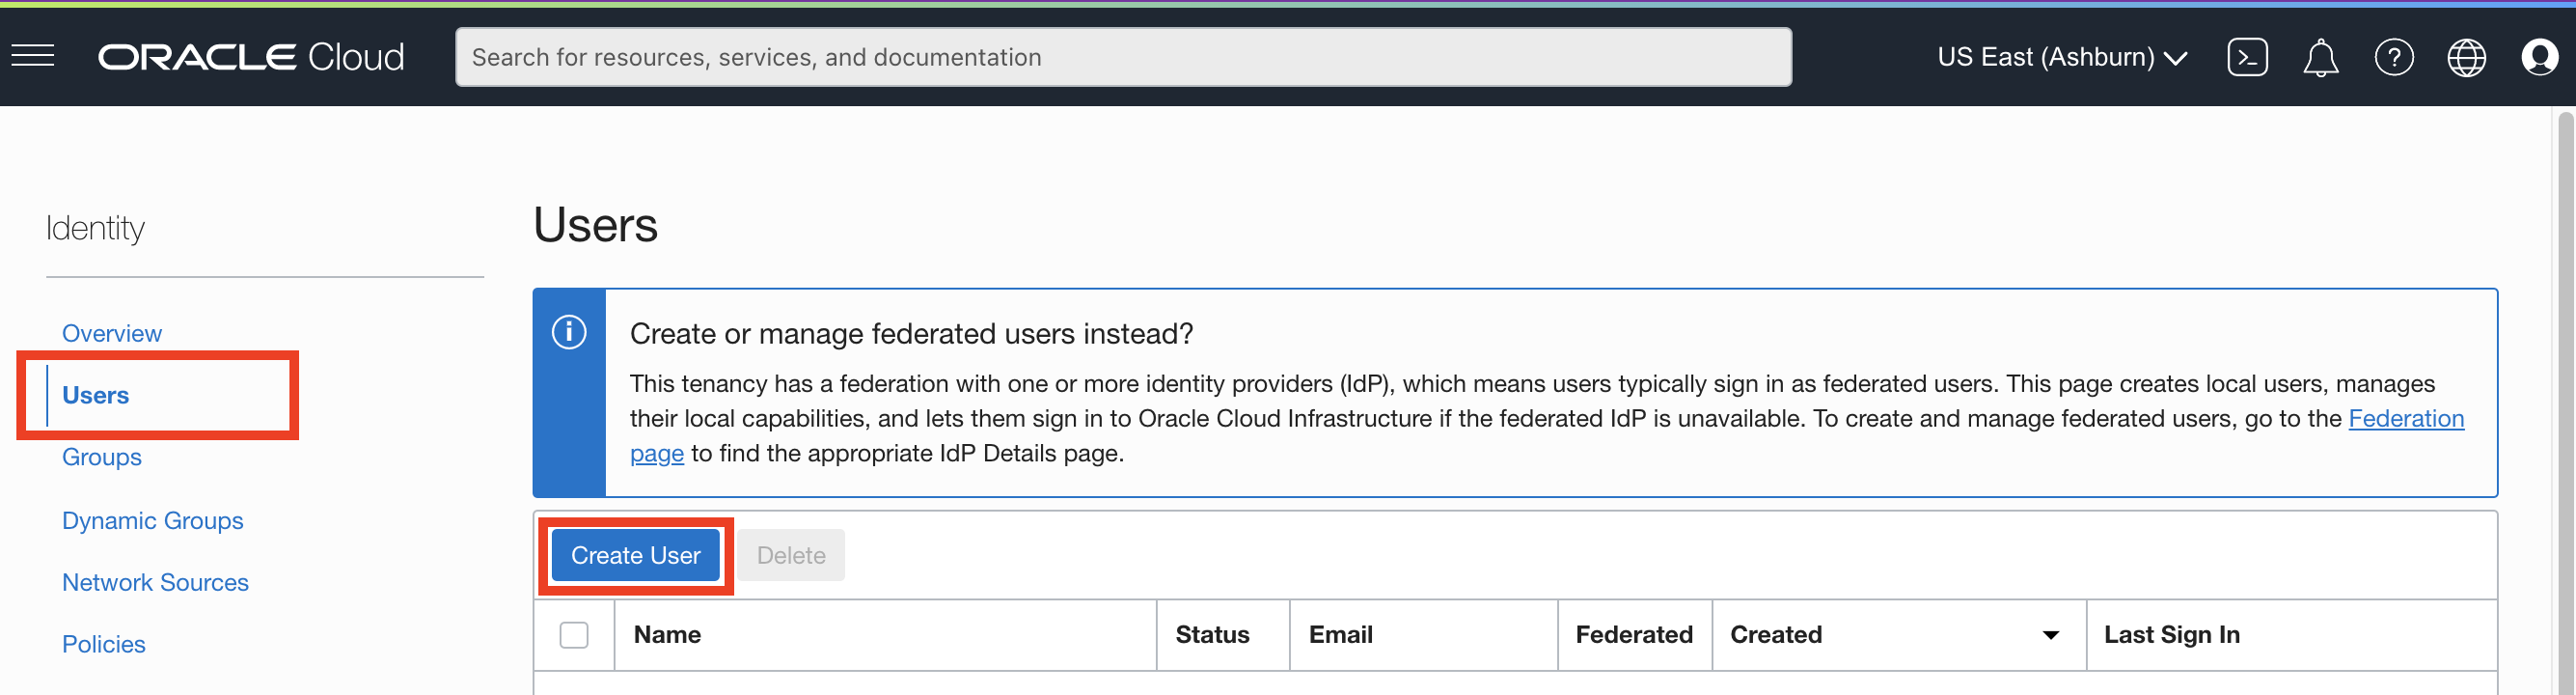 ORACLE Cloud
Search for resources, services, and documentation
US East (Ashburn)
Identity
Overview
Users
Groups
Dynamic Groups
Network Sources
Policies
Users
Create or manage federated users instead?
This tenancy has a federation with one or more identity providers (IdP), which means users typically sign in as federated users. This page creates local users, manages
their local capabilities, and lets them sign in to Oracle Cloud Infrastructure if the federated IdP is unavailable. To create and manage federated users, go to the Federation
page to find the appropriate IdP Details page.
Create User Delete
Name Status Email Federated Created Last Sign In